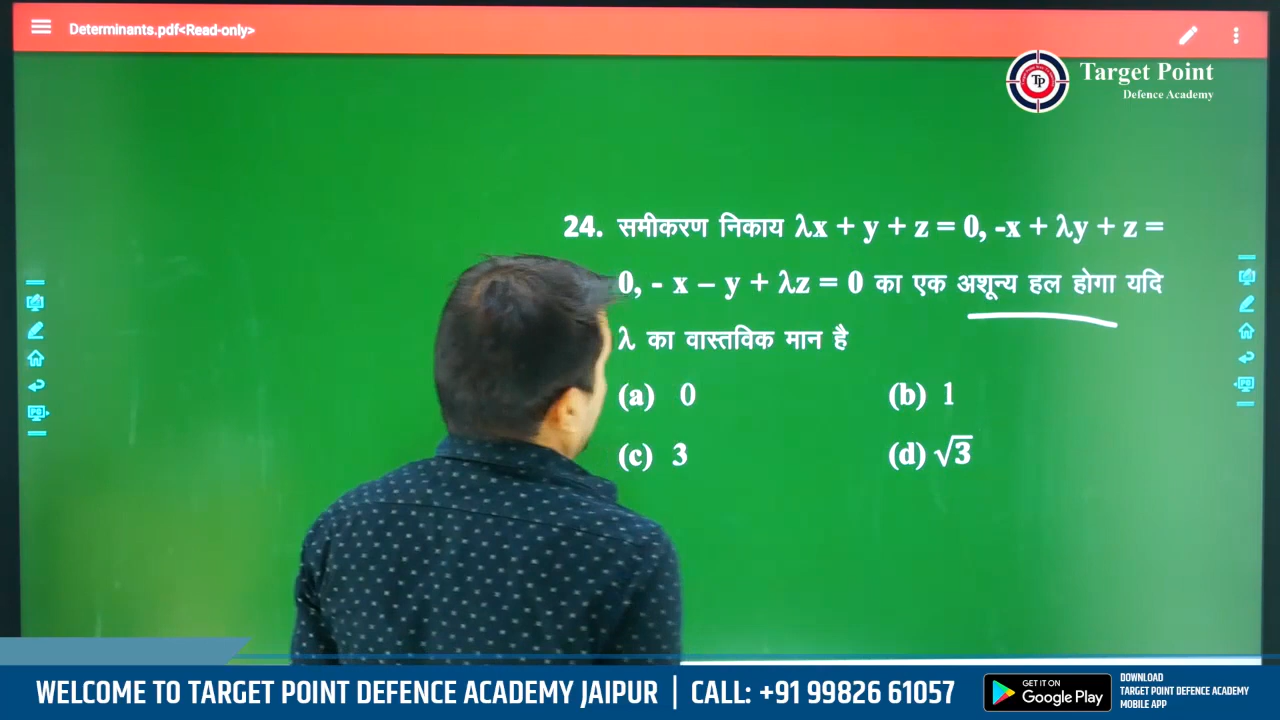 Determinants.pdf<Read-only>
TP
Target Point
Defence Academy
24. समीकरण निकाय λx + y + z = 0, -x + λy + z =
0, - x – y + λz = 0 का एक अशून्य हल होगा यदि
λ का वास्तविक मान है
(a) 0 (b) 1
(c) 3 (d) √3
WELCOME TO TARGET POINT DEFENCE ACADEMY JAIPUR | CALL: +91 99826 61057
GET IT ON
Google Play
DOWNLOAD
TARGET POINT DEFENCE ACADEMY
MOBILE APP